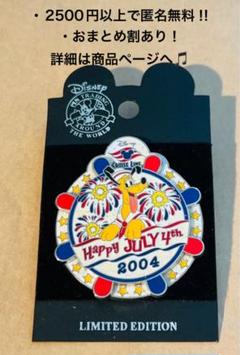 ・２５００円以上で匿名無料‼
・おまとめ割あり！
詳細は商品ページへ🎵
Disney
PIN TRADING
AROUND
THE WORLD
Disney
CRUISE LINE
Happy JULY 4th
2004
LIMITED EDITION